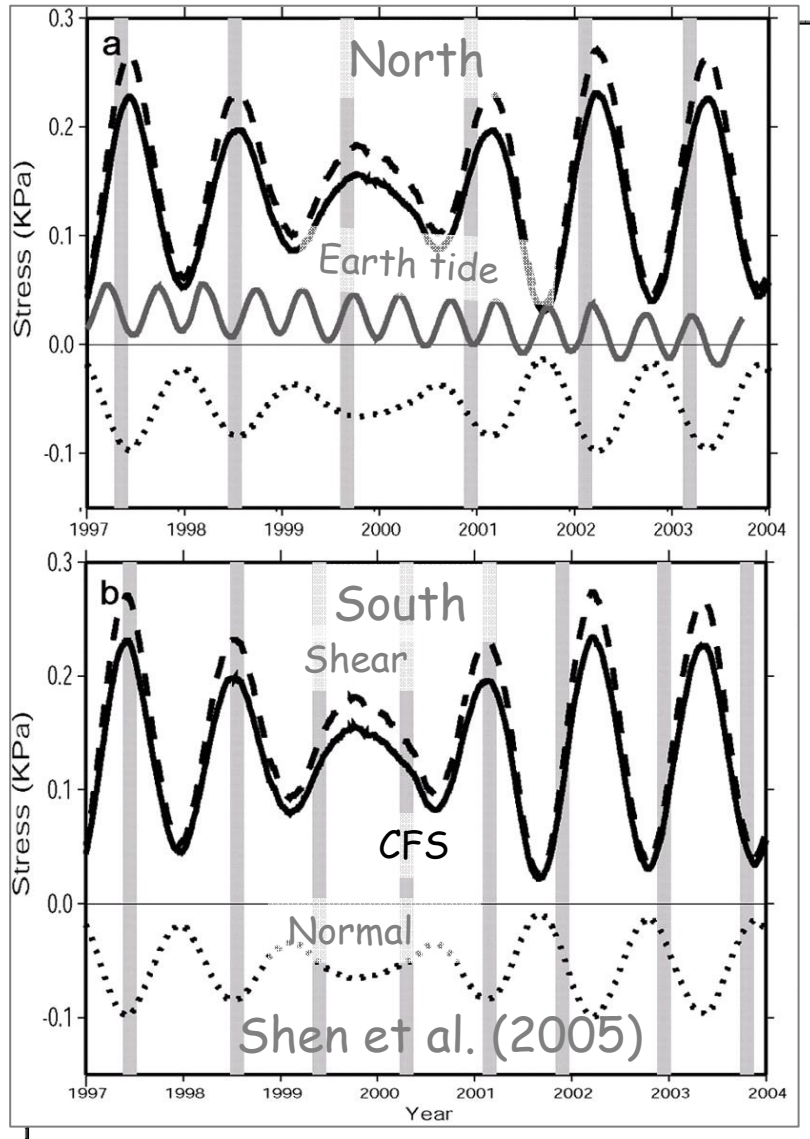 0.3
a
North
0.2
Stress (KPa)
0.1
Earth tide
0.0
-0.1
1997 1998 1999 2000 2001 2002 2003 2004
0.3
b
South
Shear
0.2
Stress (KPa)
0.1
CFS
0.0
Normal
-0.1
Shen et al. (2005)
1997 1998 1999 2000 2001 2002 2003 2004
Year